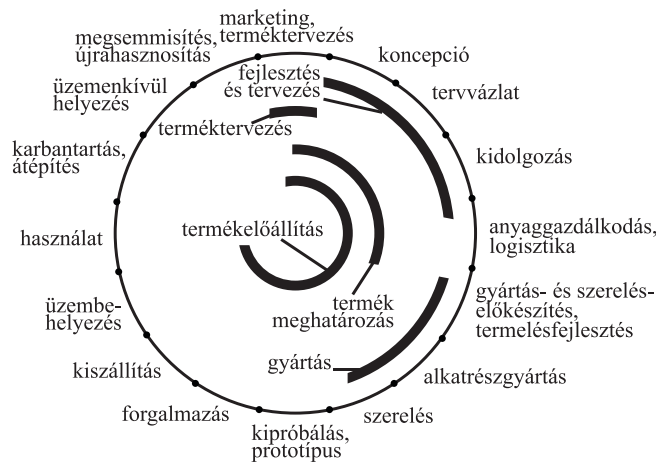 marketing,
terméktervezés
koncepció
tervvázlat
kidolgozás
anyaggazdálkodás,
logisztika
gyártás- és szerelés-
előkészítés,
termelésfejlesztés
alkatrészgyártás
szerelés
kipróbálás,
prototípus
forgalmazás
kiszállítás
üzembe-
helyezés
használat
karbantartás,
átépítés
üzemenkívül
helyezés
megsemmisítés,
újrahasznosítás
fejlesztés
és tervezés
terméktervezés
termékelőállítás
termék
meghatározás
gyártás